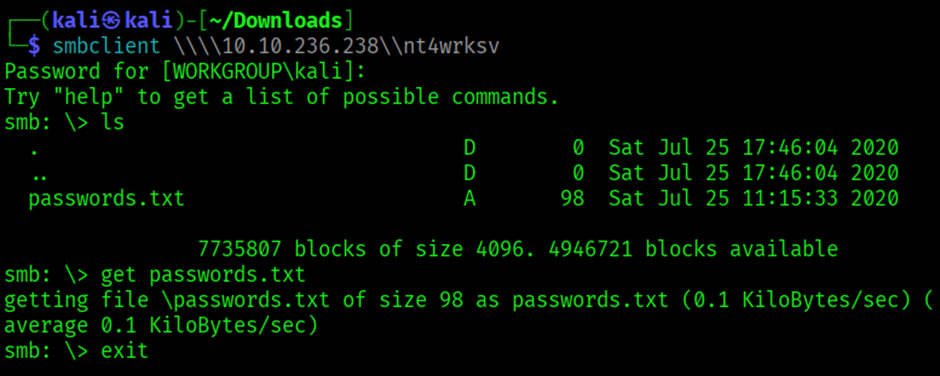 ┌──(kali㉿kali)-[~/Downloads]
└─$ smbclient \\\\10.10.236.238\\nt4wrksv
Password for [WORKGROUP\kali]:
Try "help" to get a list of possible commands.
smb: \> ls
  .                                   D        0  Sat Jul 25 17:46:04 2020
  ..                                  D        0  Sat Jul 25 17:46:04 2020
  passwords.txt                       A       98  Sat Jul 25 11:15:33 2020
                7735807 blocks of size 4096. 4946721 blocks available
smb: \> get passwords.txt
getting file \passwords.txt of size 98 as passwords.txt (0.1 KiloBytes/sec) (
average 0.1 KiloBytes/sec)
smb: \> exit